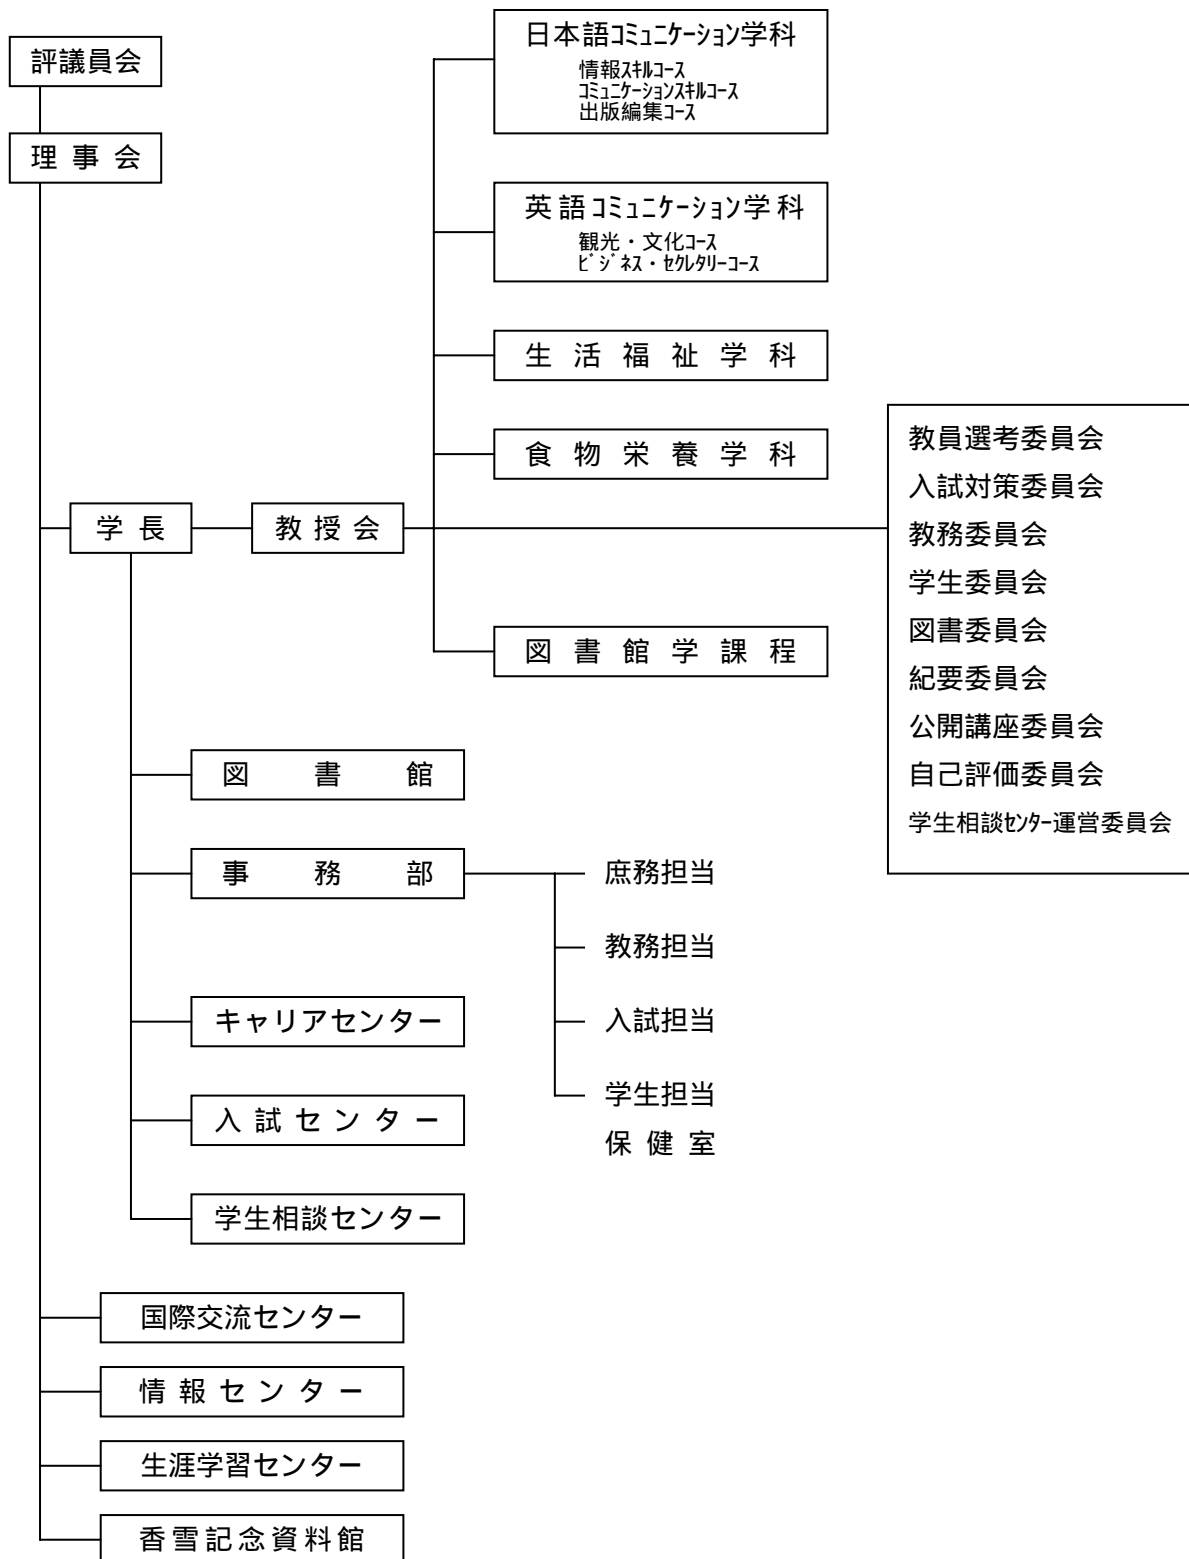 評議員会
理事会
日本語コミュニケーション学科
情報スキルコース
コミュニケーションスキルコース
出版編集コース
英語コミュニケーション学科
観光・文化コース
ビジネス・セクレタリーコース
生活福祉学科
食物栄養学科
学長
教授会
図書館学課程
教員選考委員会
入試対策委員会
教務委員会
学生委員会
図書委員会
紀要委員会
公開講座委員会
自己評価委員会
学生相談センター運営委員会
図書館
事務部
庶務担当
教務担当
入試担当
学生担当
保健室
キャリアセンター
入試センター
学生相談センター
国際交流センター
情報センター
生涯学習センター
香雪記念資料館